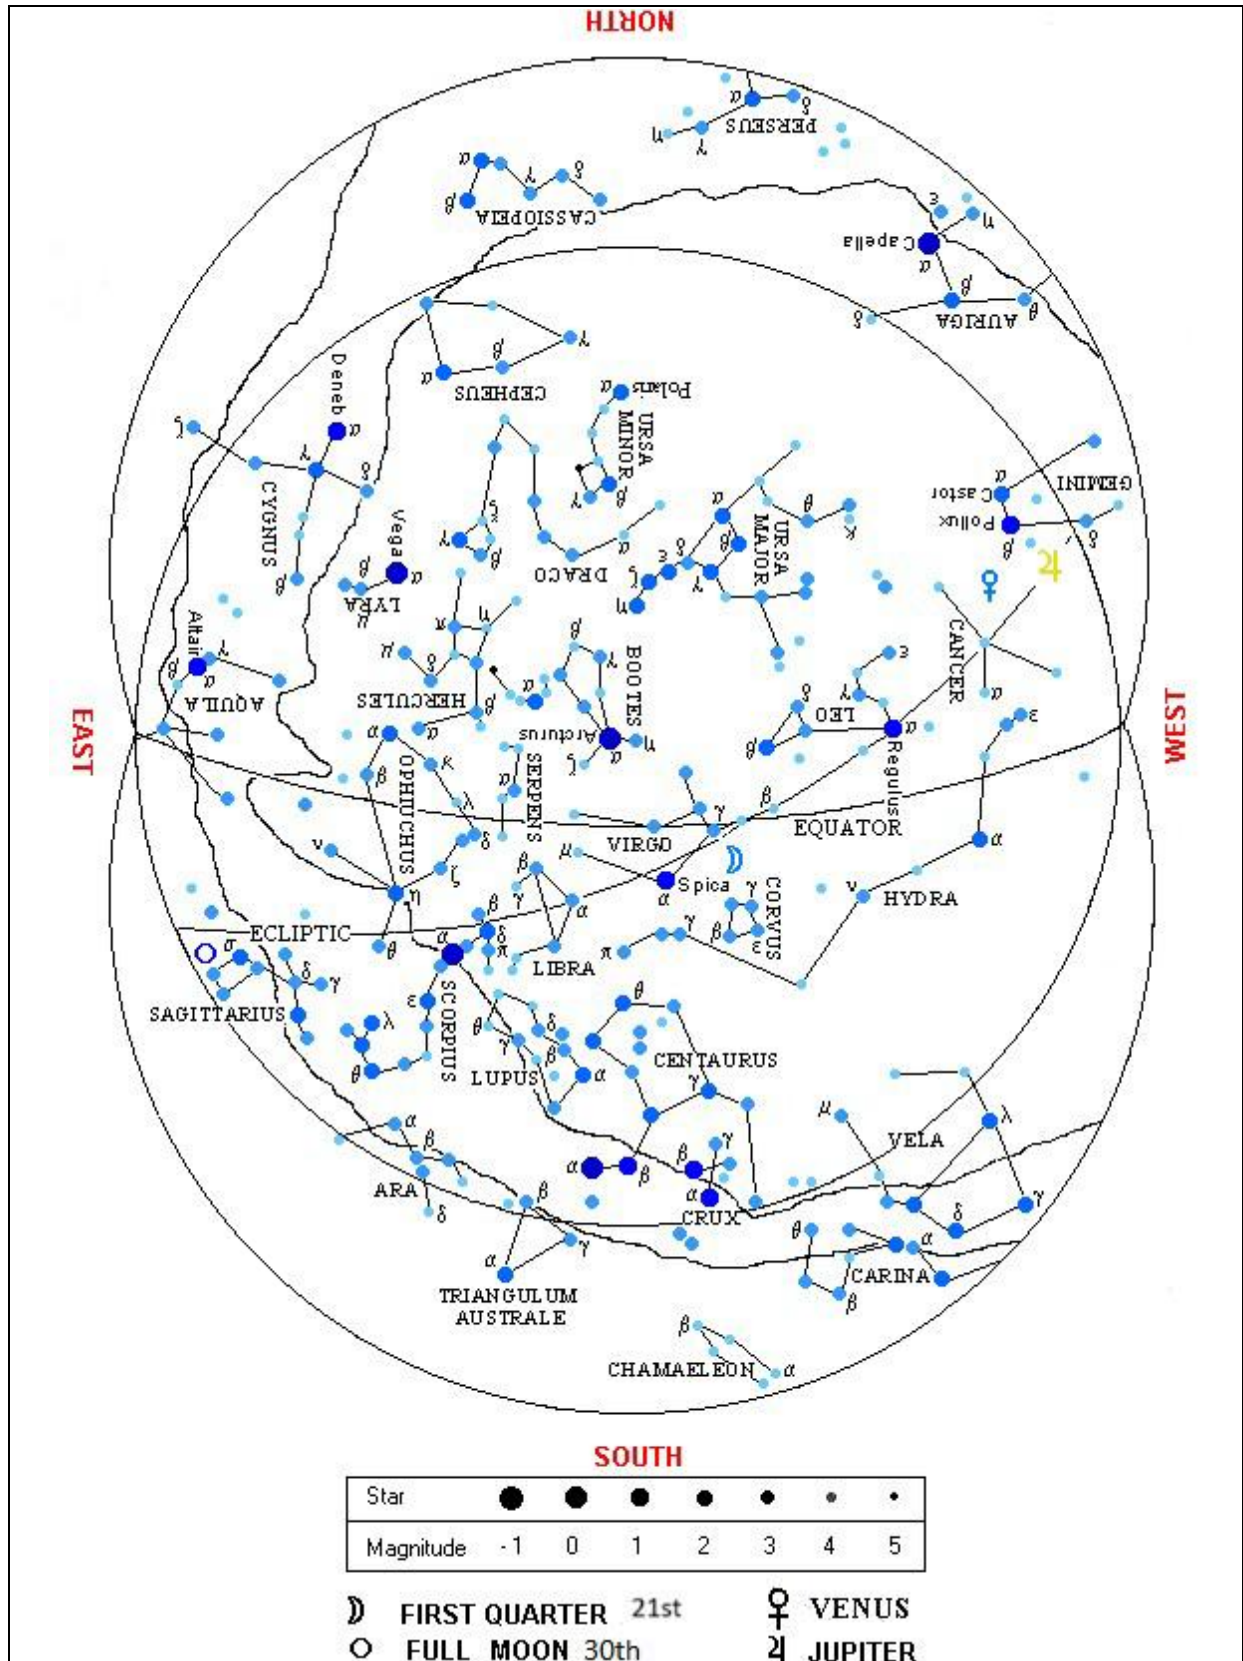 NORTH
α
δ
PERSEUS
η
γ
α
γ
δ
β
CASSIOPEIA
ε
η
Capella
α
β
θ
δ
AURIGA
γ
β
α
CEPHEUS
α
Polaris
URSA
MINOR
β
γ
Deneb
α
ζ
γ
δ
CYGNUS
β
α
Castor
GEMINI
Pollux
β
δ
♃
♀
α
θ
κ
URSA
MAJOR
β
δ
ε
γ
ζ
η
ζ
γ
β
α
DRACO
Vega
α
β
LYRA
μ
π
η
μ
δ
HERCULES
β
α
α
β
γ
BOOTES
Arcturus
α
η
ζ
Altair
γ
β
α
AQUILA
ε
γ
δ
LEO
β
α
Regulus
CANCER
α
ε
EAST
WEST
α
β
κ
OPHIUCHUS
λ
δ
ν
ζ
η
θ
SERPENS
α
μ
VIRGO
γ
β
EQUATOR
Spica
α
β
γ
α
LIBRA
γ
CORVUS
β
ε
α
ν
HYDRA
γ
π
ECLIPTIC
α
β
δ
π
SCORPIUS
ε
λ
θ
σ
δ
γ
SAGITTARIUS
θ
δ
γ
β
α
LUPUS
θ
CENTAURUS
γ
α
β
μ
VELA
λ
γ
δ
β
γ
α
CRUX
α
β
ARA
δ
β
α
γ
TRIANGULUM
AUSTRALE
θ
α
CARINA
β
β
CHAMAELEON
α
SOUTH
Star
Magnitude -1 0 1 2 3 4 5
FIRST QUARTER 21st ♀ VENUS
FULL MOON 30th ♃ JUPITER